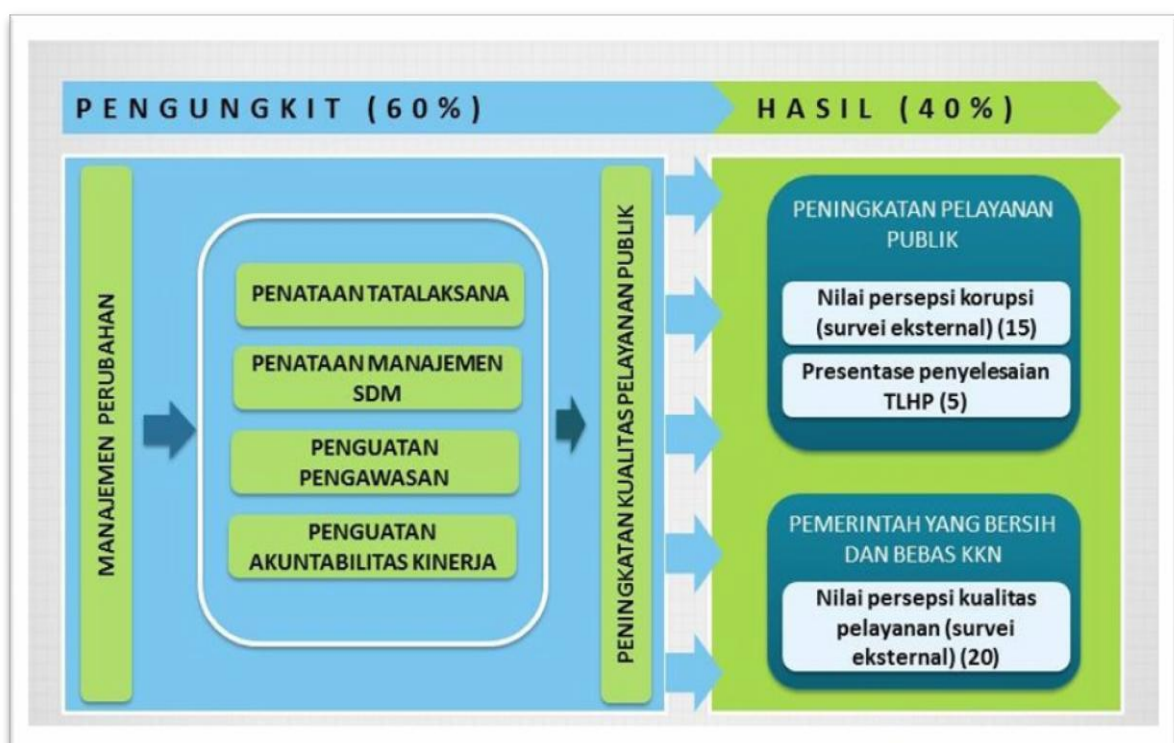 PENGUNGKIT (60%)
HASIL (40%)
MANAJEMEN PERUBAHAN
PENATAAN TATALAKSANA
PENATAAN MANAJEMEN
SDM
PENGUATAN
PENGAWASAN
PENGUATAN
AKUNTABILITAS KINERJA
PENINGKATAN KUALITAS PELAYANAN PUBLIK
PENINGKATAN PELAYANAN
PUBLIK
Nilai persepsi korupsi
(survei eksternal) (15)
Presentase penyelesaian
TLHP (5)
PEMERINTAH YANG BERSIH
DAN BEBAS KKN
Nilai persepsi kualitas
pelayanan (survei
eksternal) (20)